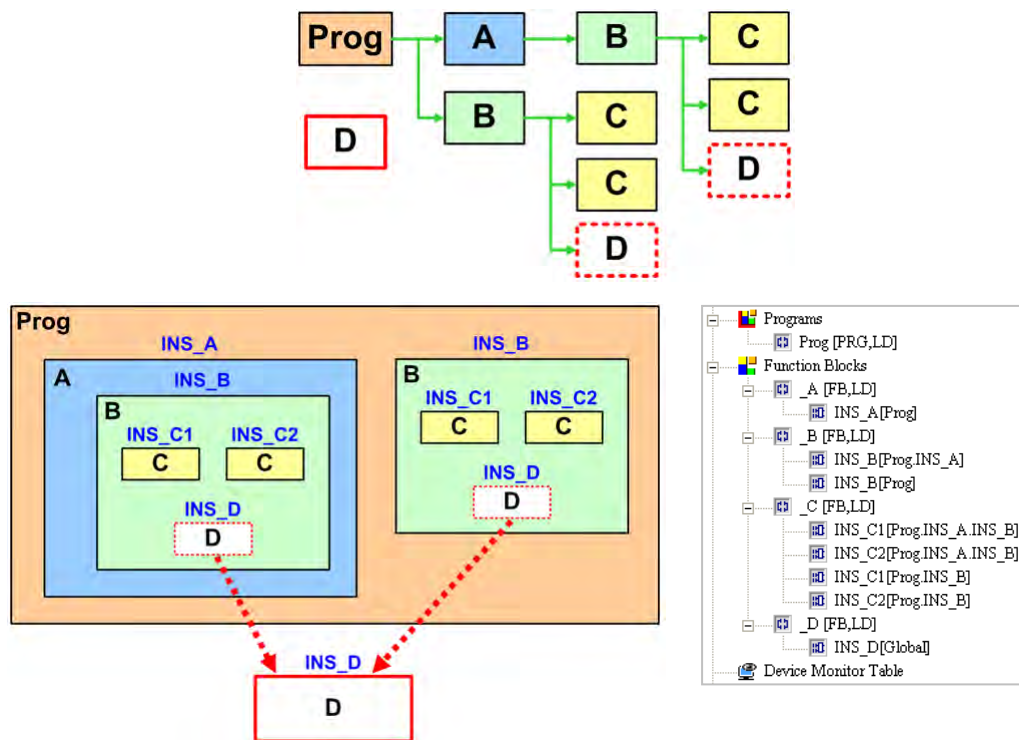 Prog A B C
B C C
D
C D
D
Prog
INS_A INS_B
A INS_B B
B INS_C1 INS_C2
INS_C1 INS_C2 C C
C C
INS_D
INS_D D
D
INS_D
D
Programs
Prog [PRG,LD]
Function Blocks
_A [FB,LD]
INS_A[Prog]
_B [FB,LD]
INS_B[Prog.INS_A]
INS_B[Prog]
_C [FB,LD]
INS_C1[Prog.INS_A.INS_B]
INS_C2[Prog.INS_A.INS_B]
INS_C1[Prog.INS_B]
INS_C2[Prog.INS_B]
_D [FB,LD]
INS_D[Global]
Device Monitor Table